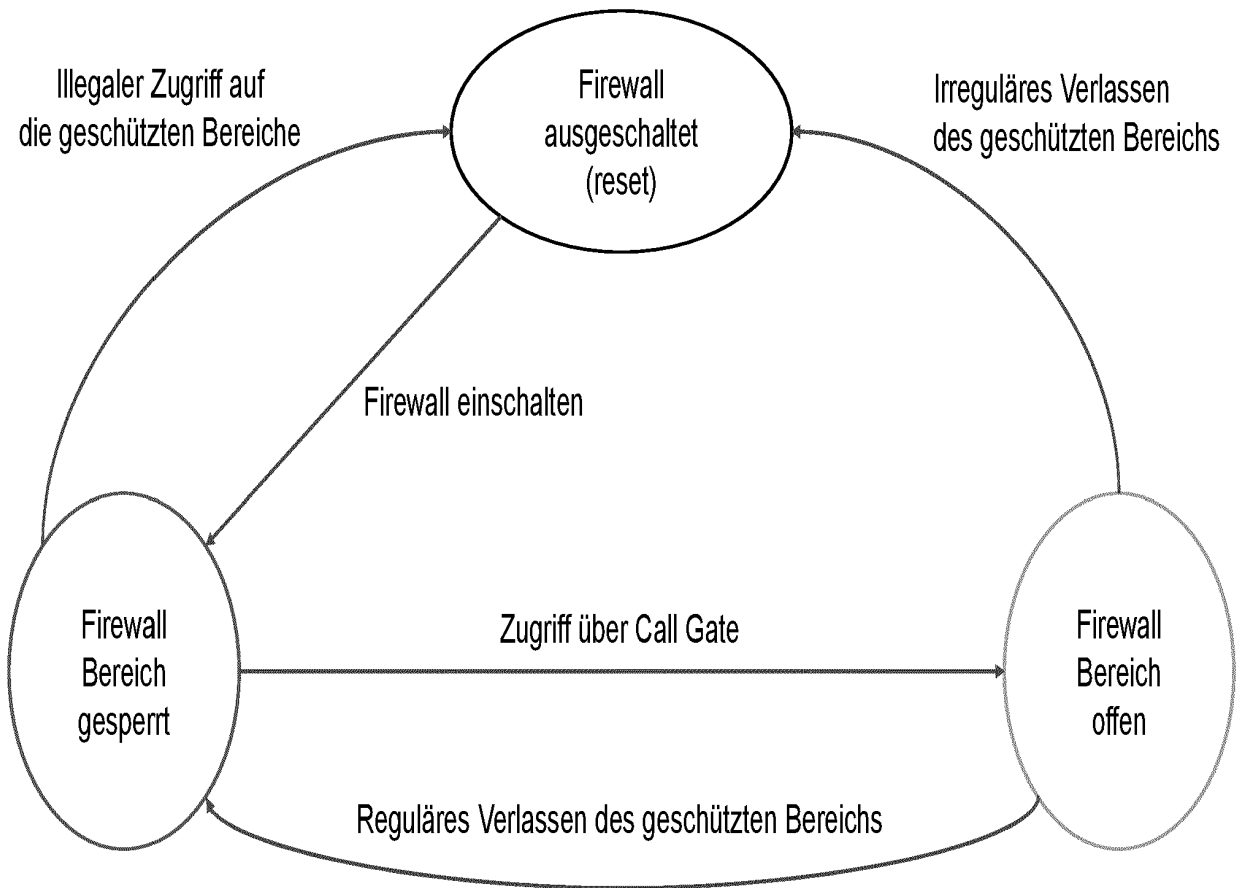 Illegaler Zugriff auf
die geschützten Bereiche
Firewall
ausgeschaltet
(reset)
Irreguläres Verlassen
des geschützten Bereichs
Firewall einschalten
Firewall
Bereich
gesperrt
Zugriff über Call Gate
Firewall
Bereich
offen
Reguläres Verlassen des geschützten Bereichs